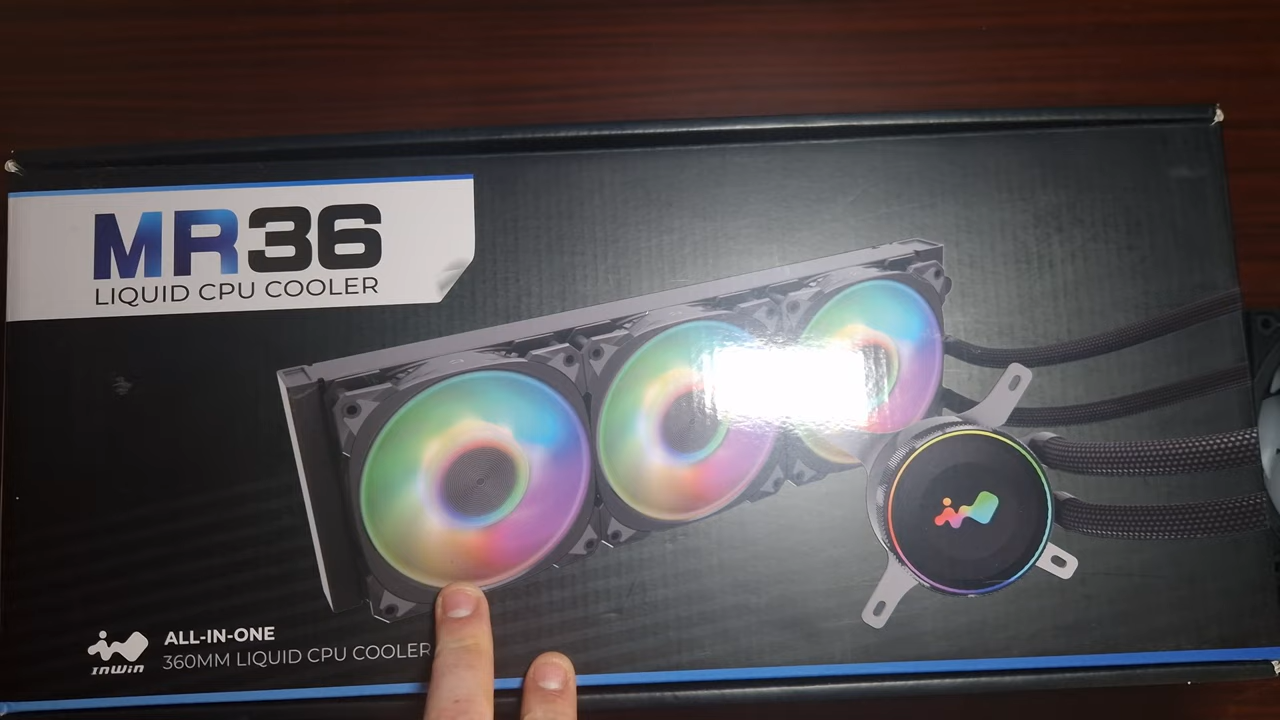 MR36
LIQUID CPU COOLER
InWin
ALL-IN-ONE
360MM LIQUID CPU COOLER